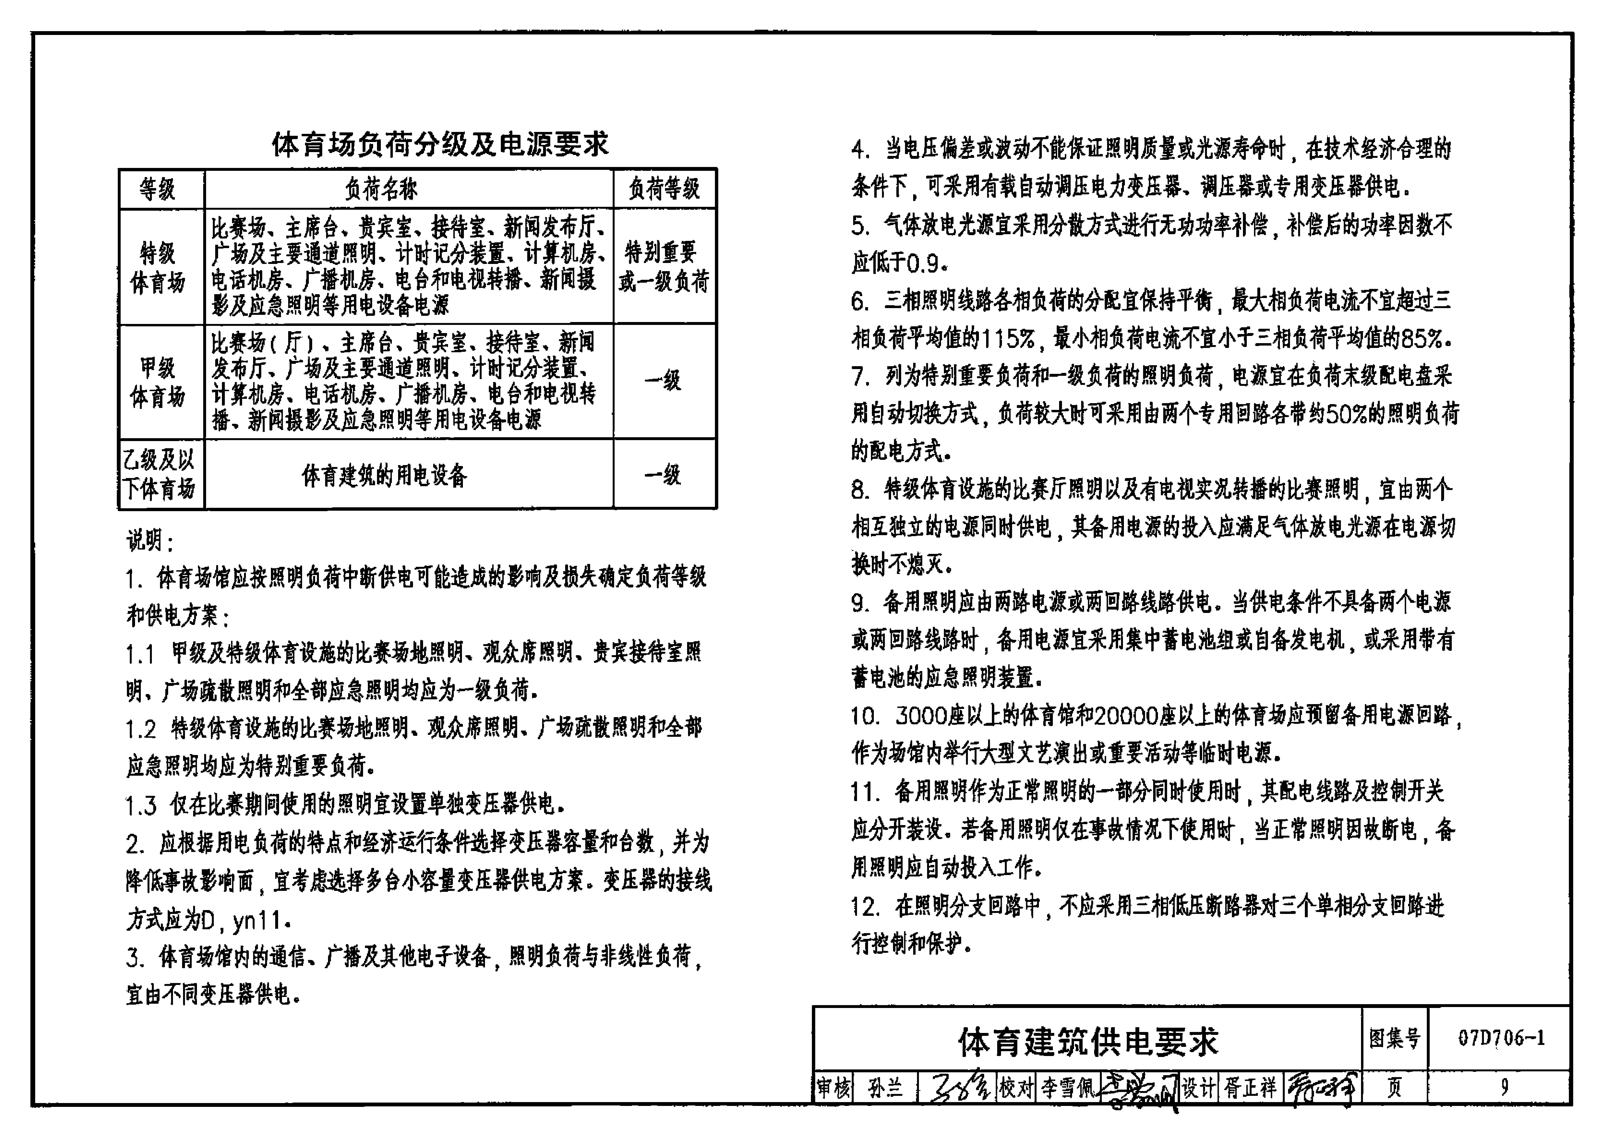 体育场负荷分级及电源要求
等级 负荷名称 负荷等级
特级
体育场
比赛场、主席台、贵宾室、接待室、新闻发布厅、
广场及主要通道照明、计时记分装置、计算机房、
电话机房、广播机房、电台和电视转播、新闻摄
影及应急照明等用电设备电源
特别重要
或一级负荷
甲级
体育场
比赛场(厅)、主席台、贵宾室、接待室、新闻
发布厅、广场及主要通道照明、计时记分装置、
计算机房、电话机房、广播机房、电台和电视转
播、新闻摄影及应急照明等用电设备电源
一级
乙级及以
下体育场
体育建筑的用电设备
一级
说明:
1. 体育场馆应按照明负荷中断供电可能造成的影响及损失确定负荷等级
和供电方案:
1.1 甲级及特级体育设施的比赛场地照明、观众席照明、贵宾接待室照
明、广场疏散照明和全部应急照明均应为一级负荷。
1.2 特级体育设施的比赛场地照明、观众席照明、广场疏散照明和全部
应急照明均应为特别重要负荷。
1.3 仅在比赛期间使用的照明宜设置单独变压器供电。
2. 应根据用电负荷的特点和经济运行条件选择变压器容量和台数,并为
降低事故影响面,宜考虑选择多台小容量变压器供电方案。变压器的接线
方式应为D,yn11。
3. 体育场馆内的通信、广播及其他电子设备,照明负荷与非线性负荷,
宜由不同变压器供电。
4. 当电压偏差或波动不能保证照明质量或光源寿命时,在技术经济合理的
条件下,可采用有载自动调压电力变压器、调压器或专用变压器供电。
5. 气体放电光源宜采用分散方式进行无功功率补偿,补偿后的功率因数不
应低于0.9。
6. 三相照明线路各相负荷的分配宜保持平衡,最大相负荷电流不宜超过三
相负荷平均值的115%,最小相负荷电流不宜小于三相负荷平均值的85%。
7. 列为特别重要负荷和一级负荷的照明负荷,电源宜在负荷末级配电盘采
用自动切换方式,负荷较大时可采用由两个专用回路各带约50%的照明负荷
的配电方式。
8. 特级体育设施的比赛厅照明以及有电视实况转播的比赛照明,宜由两个
相互独立的电源同时供电,其备用电源的投入应满足气体放电光源在电源切
换时不熄灭。
9. 备用照明应由两路电源或两回路线路供电。当供电条件不具备两个电源
或两回路线路时,备用电源宜采用集中蓄电池组或自备发电机,或采用带有
蓄电池的应急照明装置。
10. 3000座以上的体育馆和20000座以上的体育场应预留备用电源回路,
作为场馆内举行大型文艺演出或重要活动等临时电源。
11. 备用照明作为正常照明的一部分同时使用时,其配电线路及控制开关
应分开装设。若备用照明仅在事故情况下使用时,当正常照明因故断电,备
用照明应自动投入工作。
12. 在照明分支回路中,不应采用三相低压断路器对三个单相分支回路进
行控制和保护。
体育建筑供电要求 图集号 07D706-1
审核 孙兰 校对 李雪佩 设计 胥正祥 页 9